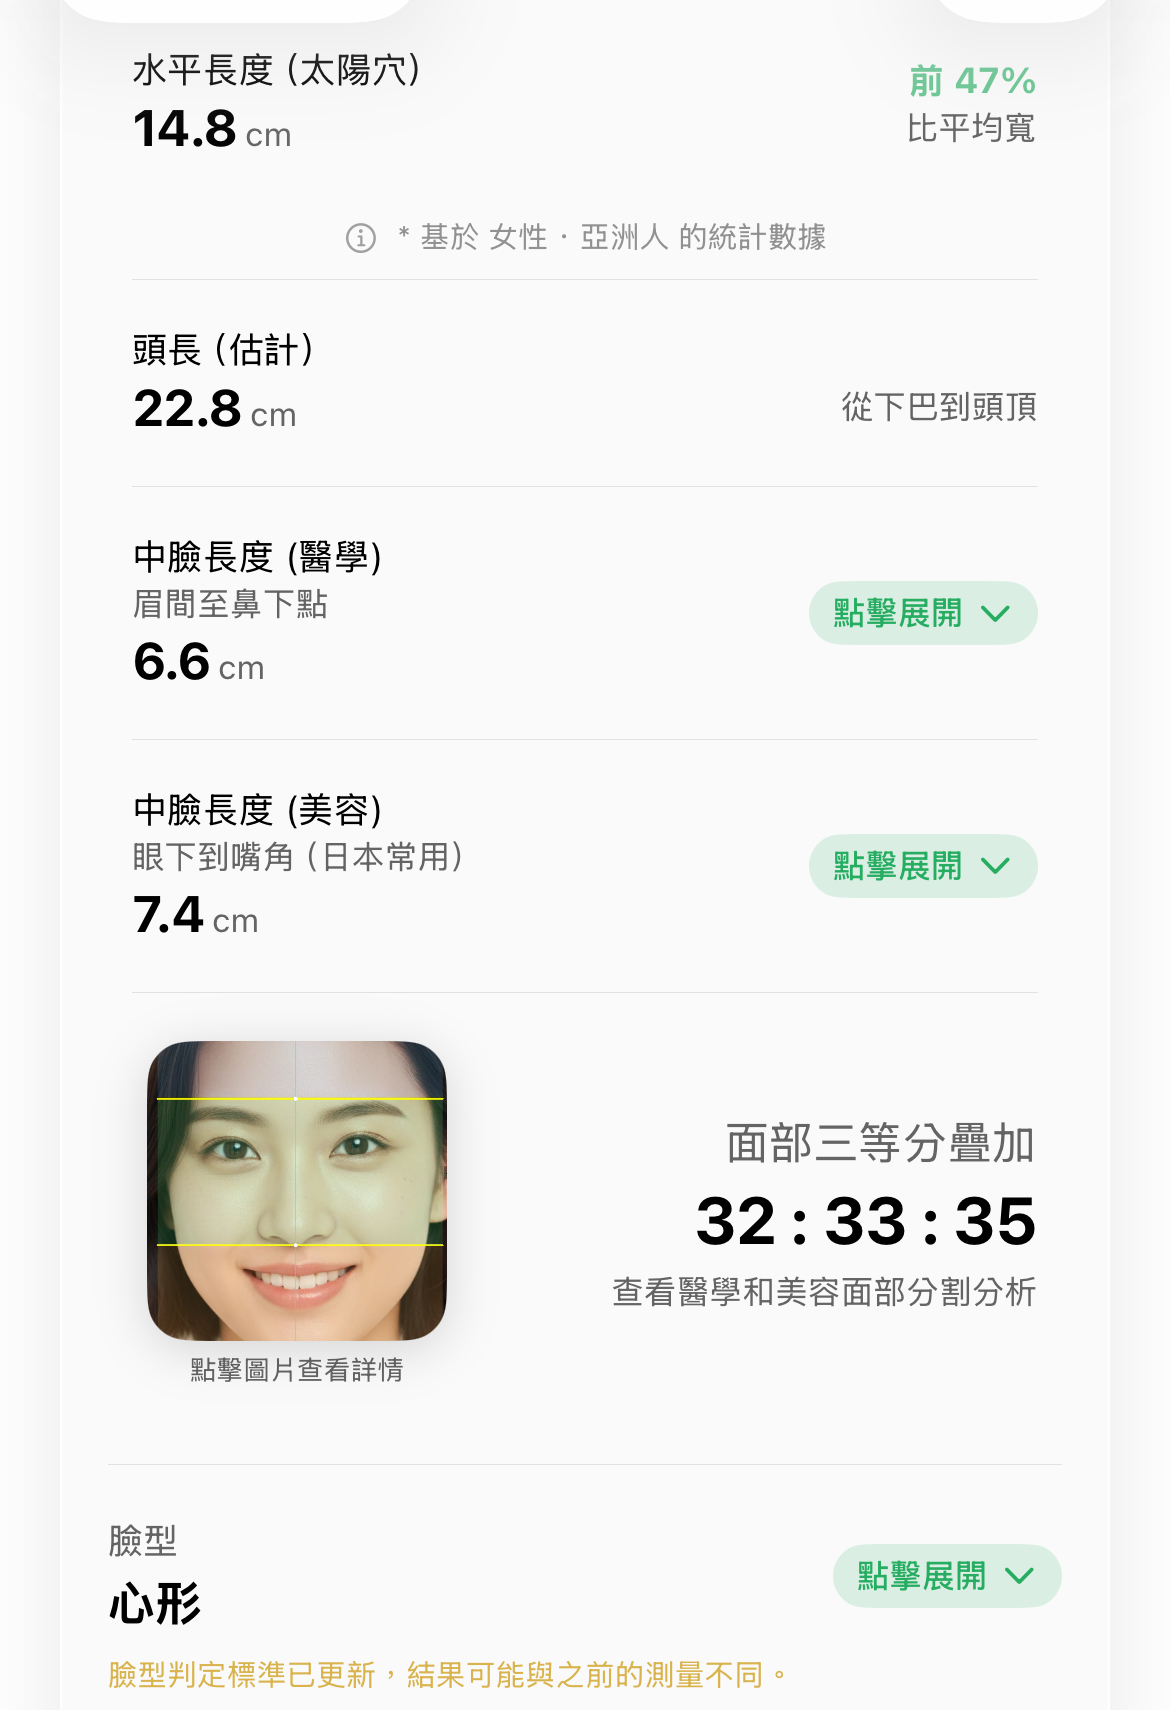 水平長度 (太陽穴)
前 47%
14.8 cm
比平均寬
* 基於 女性 · 亞洲人 的統計數據
頭長 (估計)
22.8 cm
從下巴到頭頂
中臉長度 (醫學)
眉間至鼻下點
點擊展開
6.6 cm
中臉長度 (美容)
眼下到嘴角 (日本常用)
點擊展開
7.4 cm
面部三等分疊加
32 : 33 : 35
查看醫學和美容面部分割分析
點擊圖片查看詳情
臉型
點擊展開
心形
臉型判定標準已更新，結果可能與之前的測量不同。